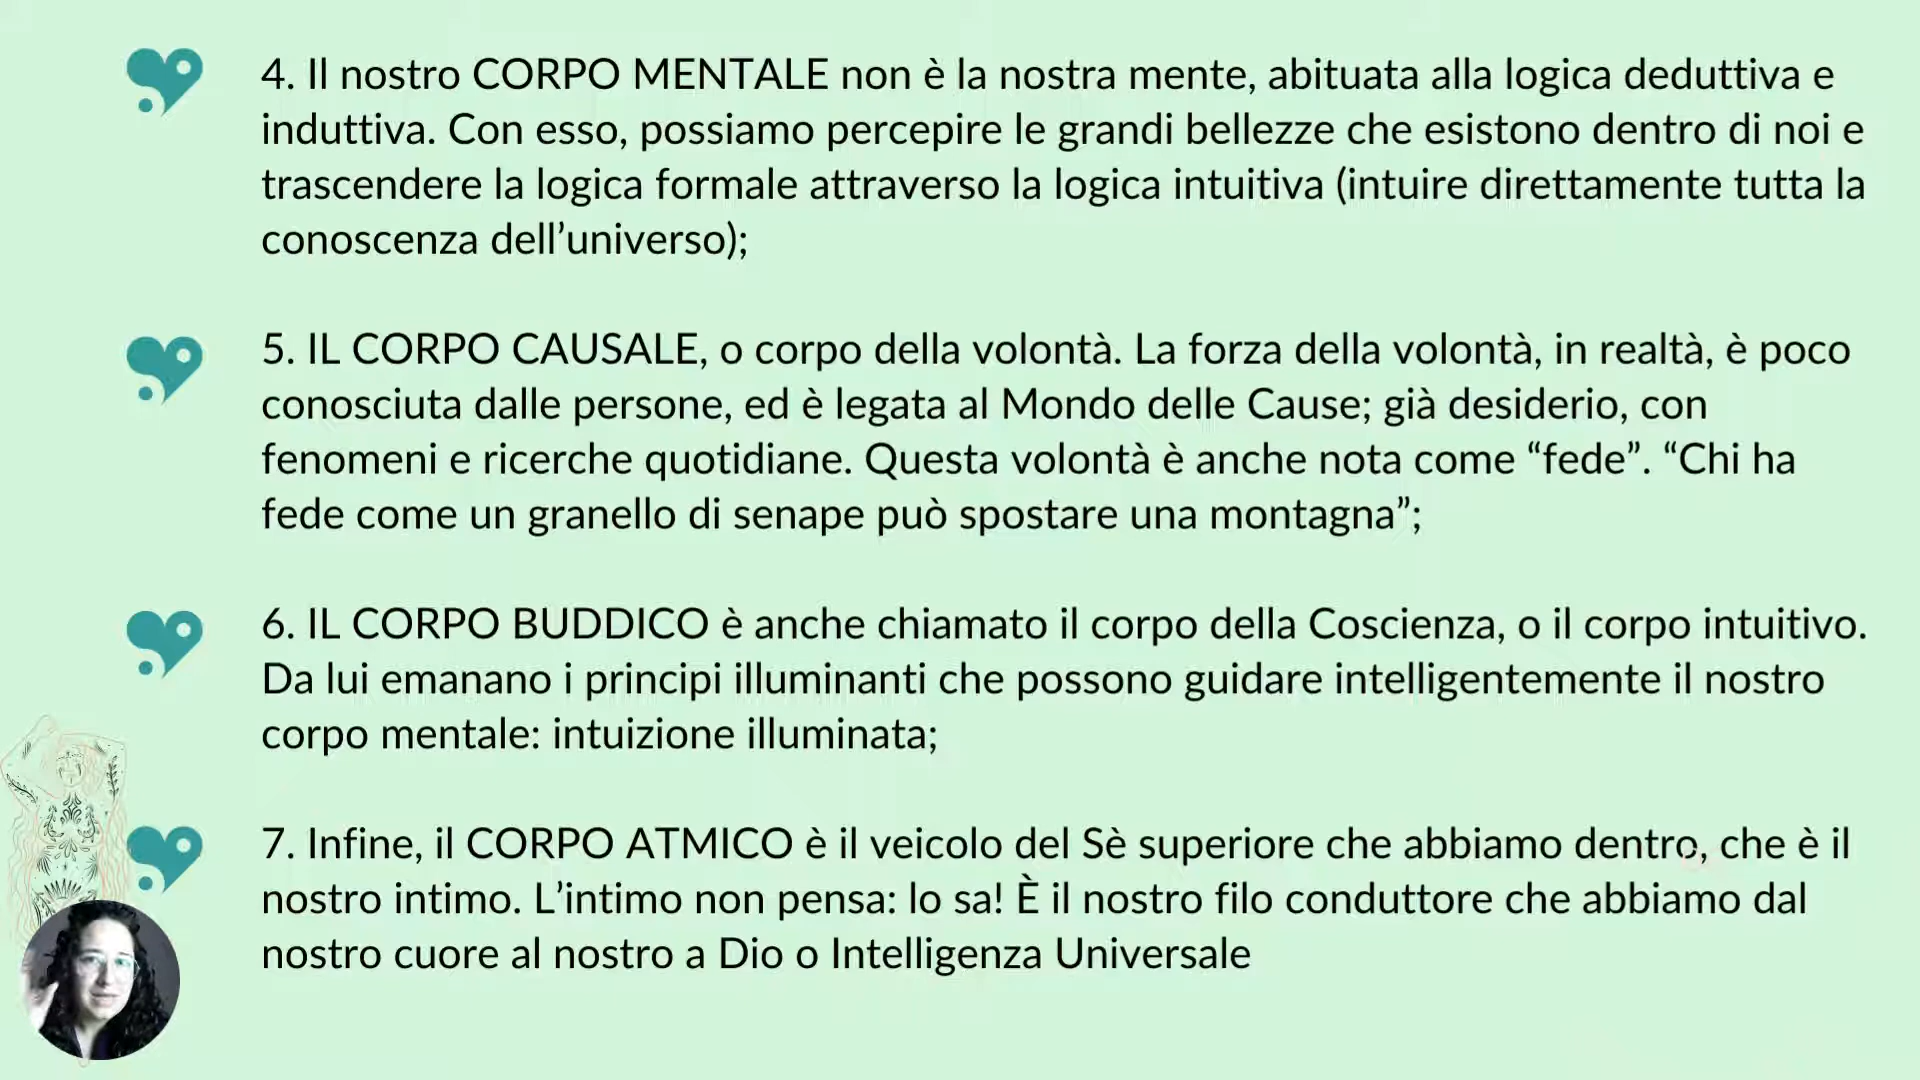 4. Il nostro CORPO MENTALE non è la nostra mente, abituata alla logica deduttiva e
induttiva. Con esso, possiamo percepire le grandi bellezze che esistono dentro di noi e
trascendere la logica formale attraverso la logica intuitiva (intuire direttamente tutta la
conoscenza dell’universo);
5. IL CORPO CAUSALE, o corpo della volontà. La forza della volontà, in realtà, è poco
conosciuta dalle persone, ed è legata al Mondo delle Cause; già desiderio, con
fenomeni e ricerche quotidiane. Questa volontà è anche nota come “fede”. “Chi ha
fede come un granello di senape può spostare una montagna”;
6. IL CORPO BUDDICO è anche chiamato il corpo della Coscienza, o il corpo intuitivo.
Da lui emanano i principi illuminanti che possono guidare intelligentemente il nostro
corpo mentale: intuizione illuminata;
7. Infine, il CORPO ATMICO è il veicolo del Sè superiore che abbiamo dentro, che è il
nostro intimo. L’intimo non pensa: lo sa! È il nostro filo conduttore che abbiamo dal
nostro cuore al nostro a Dio o Intelligenza Universale